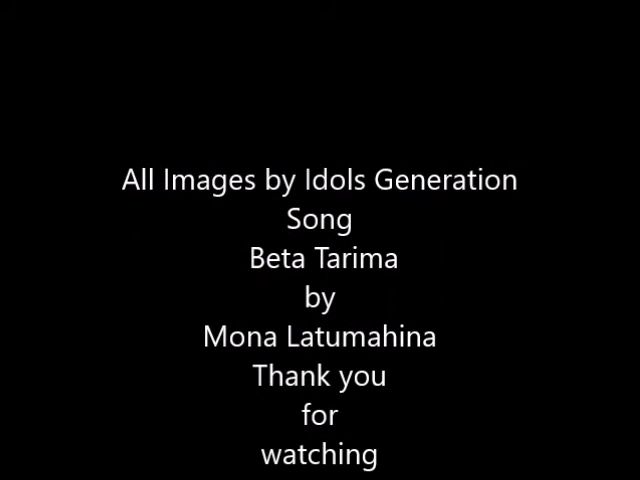 All Images by Idols Generation
Song
Beta Tarima
by
Mona Latumahina
Thank you
for
watching